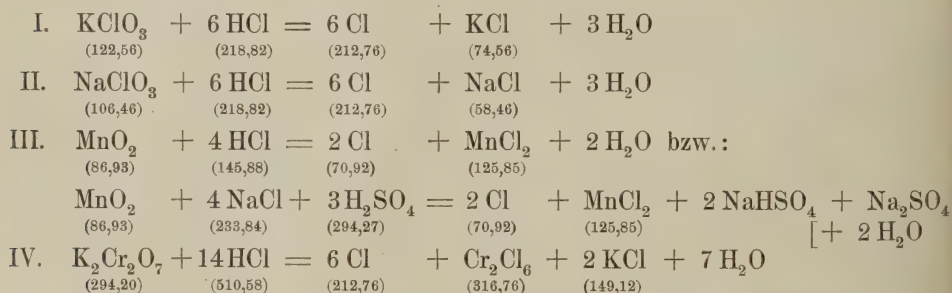 I. KClO₃ + 6 HCl = 6 Cl + KCl + 3 H₂O
(122,56) (218,82) (212,76) (74,56)
II. NaClO₃ + 6 HCl = 6 Cl + NaCl + 3 H₂O
(106,46) (218,82) (212,76) (58,46)
III. MnO₂ + 4 HCl = 2 Cl + MnCl₂ + 2 H₂O bzw.:
(86,93) (145,88) (70,92) (125,85)
MnO₂ + 4 NaCl + 3 H₂SO₄ = 2 Cl + MnCl₂ + 2 NaHSO₄ + Na₂SO₄
(86,93) (233,84) (294,27) (70,92) (125,85) [+ 2 H₂O
IV. K₂Cr₂O₇ + 14 HCl = 6 Cl + Cr₂Cl₆ + 2 KCl + 7 H₂O
(294,20) (510,58) (212,76) (316,76) (149,12)